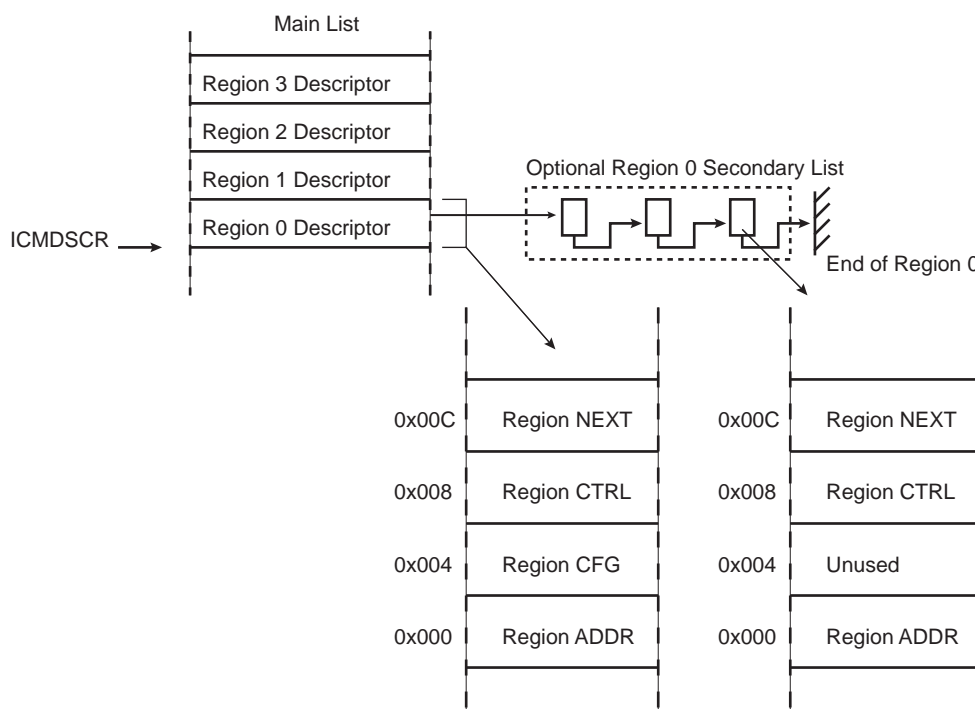 Main List
Region 3 Descriptor
Region 2 Descriptor
Region 1 Descriptor
Region 0 Descriptor
ICMDSCR
Optional Region 0 Secondary List
End of Region 0
0x00C Region NEXT
0x008 Region CTRL
0x004 Region CFG
0x000 Region ADDR
0x00C Region NEXT
0x008 Region CTRL
0x004 Unused
0x000 Region ADDR